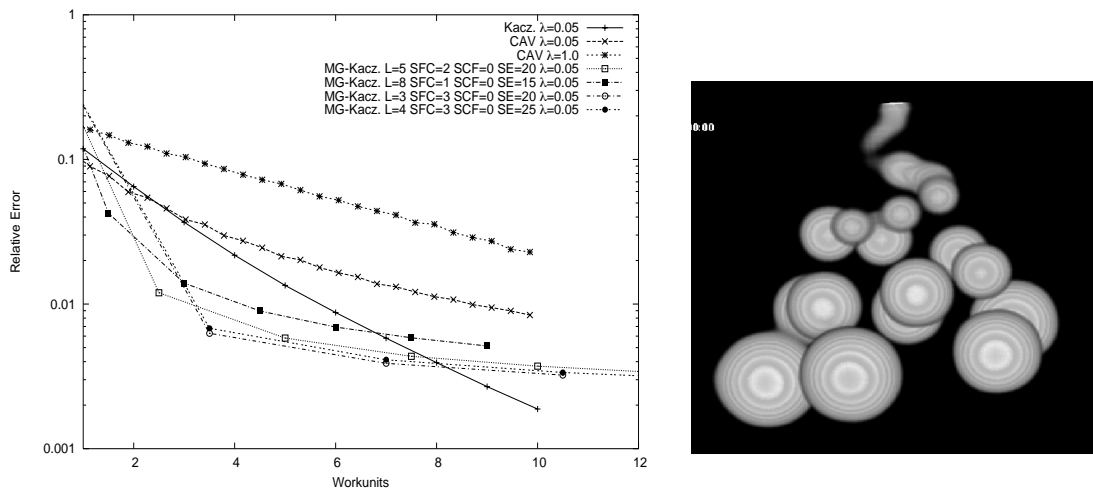 1
0.1
0.01
0.001
2
4
6
8
10
12
Relative Error
Workunits
Kacz. λ=0.05
CAV λ=0.05
CAV λ=1.0
MG-Kacz. L=5 SFC=2 SCF=0 SE=20 λ=0.05
MG-Kacz. L=8 SFC=1 SCF=0 SE=15 λ=0.05
MG-Kacz. L=3 SFC=3 SCF=0 SE=20 λ=0.05
MG-Kacz. L=4 SFC=3 SCF=0 SE=25 λ=0.05